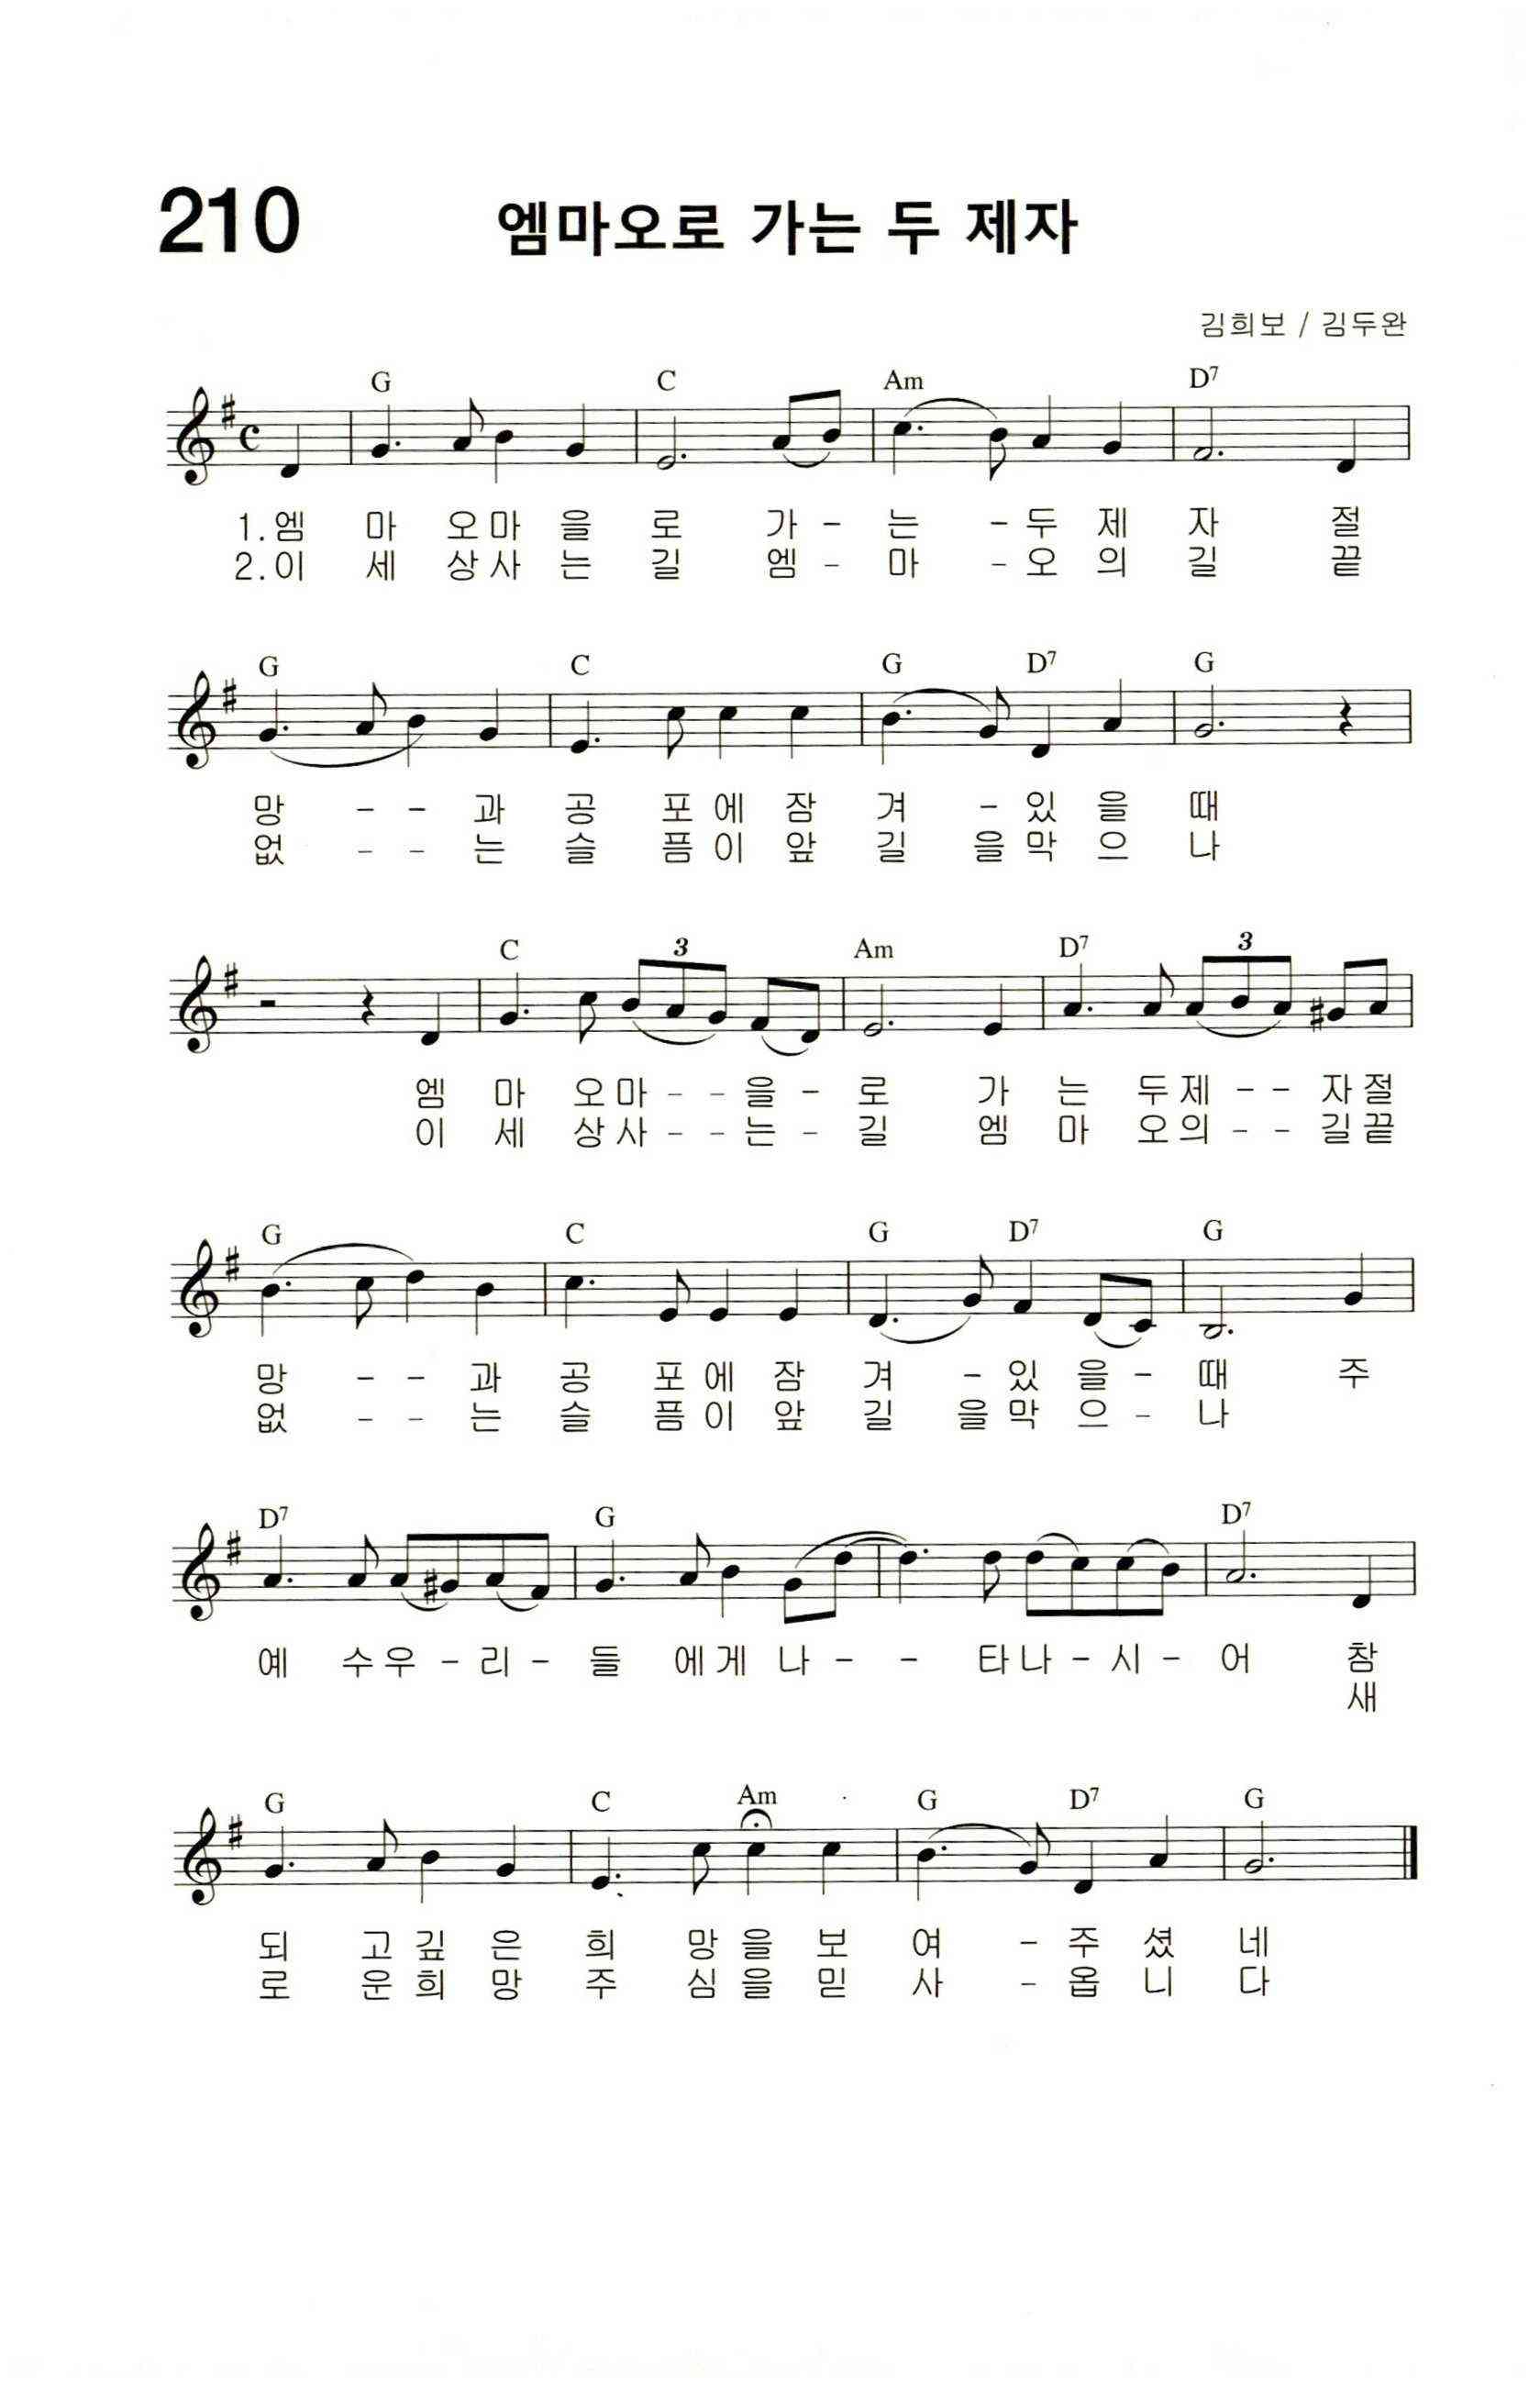 210 엠마오로 가는 두 제자
김희보 / 김두완
G C Am D7
1.엠 마 오마 을 로 가 - 는 - 두 제 자 절
2.이 세 상사 는 길 엠 - 마 - 오 의 길 끝
G C G D7 G
망 - - 과 공 포에 잠 겨 - 있 을 때
없 - - 는 슬 픔이 앞 길 을막 으 나
C 3 Am D7 3
엠 마 오마 - - 을 - 로 가 는 두제 - - 자절
이 세 상사 - - 는 - 길 엠 마 오의 - - 길끝
G C G D7 G
망 - - 과 공 포에 잠 겨 - 있 을 - 때 주
없 - - 는 슬 픔이 앞 길 을막 으 - 나
D7 G D7
예 수우 - 리 - 들 에게 나 - - 타나 - 시 - 어 참
새
G C Am G D7 G
되 고깊 은 희 망을 보 여 - 주 셨 네
로 운희 망 주 심을 믿 사 - 옵 니 다